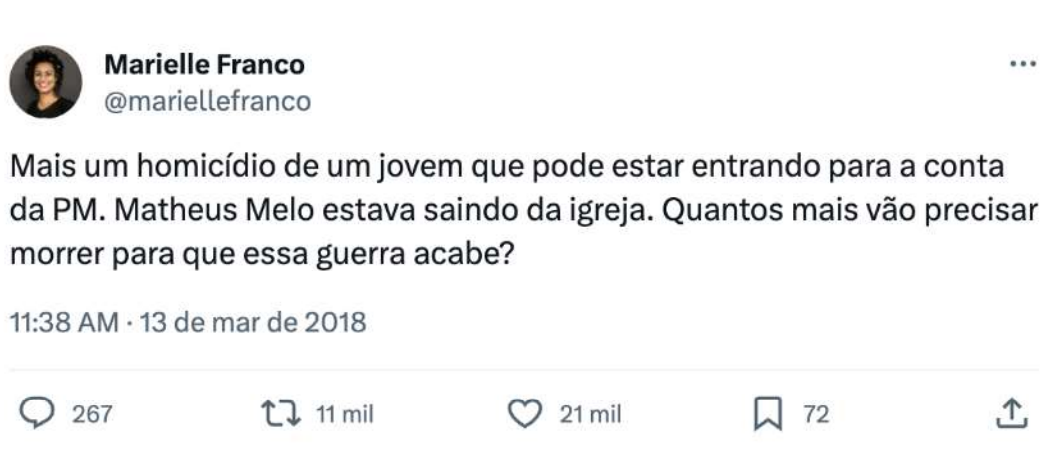 Marielle Franco
@mariellefranco
Mais um homicídio de um jovem que pode estar entrando para a conta
da PM. Matheus Melo estava saindo da igreja. Quantos mais vão precisar
morrer para que essa guerra acabe?
11:38 AM · 13 de mar de 2018
267 11 mil 21 mil 72